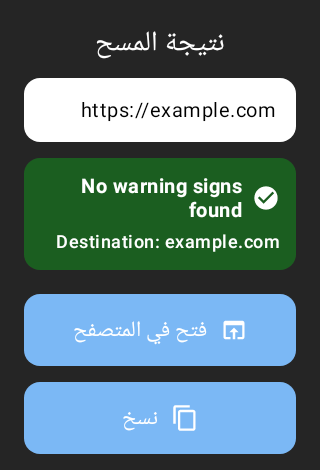 نتيجة المسح
https://example.com
No warning signs
found
Destination: example.com
فتح في المتصفح
نسخ